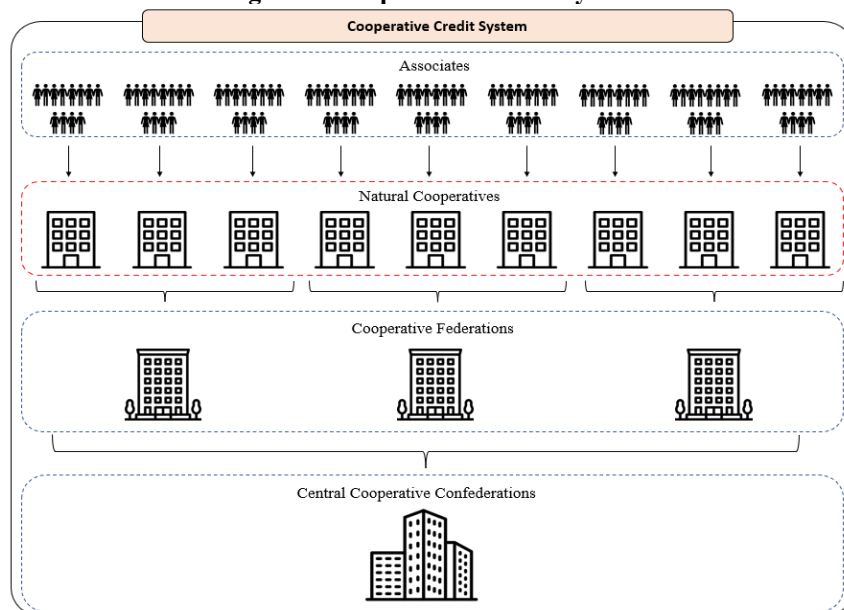 Cooperative Credit System
Associates
Natural Cooperatives
Cooperative Federations
Central Cooperative Confederations